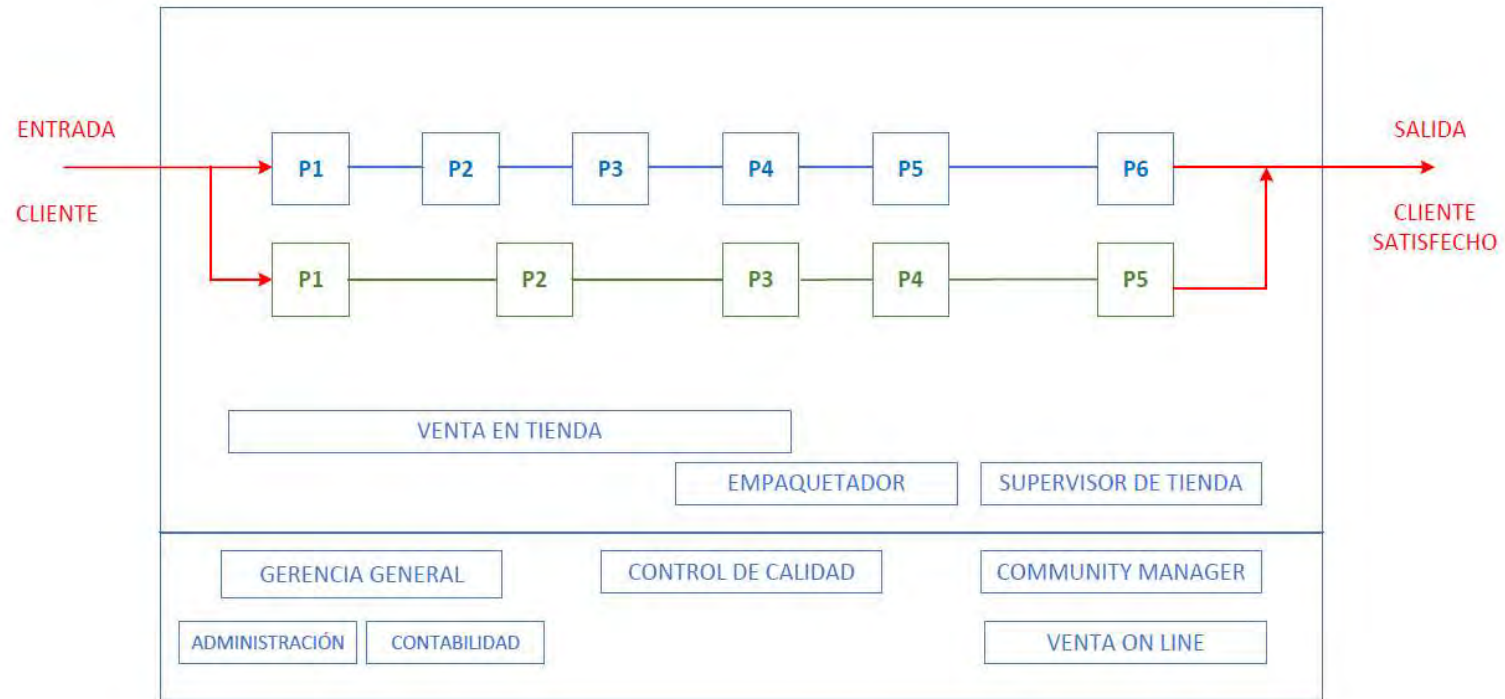 ENTRADA
CLIENTE
P1 P2 P3 P4 P5 P6
P1 P2 P3 P4 P5
SALIDA
CLIENTE
SATISFECHO
VENTA EN TIENDA
EMPAQUETADOR
SUPERVISOR DE TIENDA
GERENCIA GENERAL
CONTROL DE CALIDAD
COMMUNITY MANAGER
ADMINISTRACIÓN
CONTABILIDAD
VENTA ON LINE